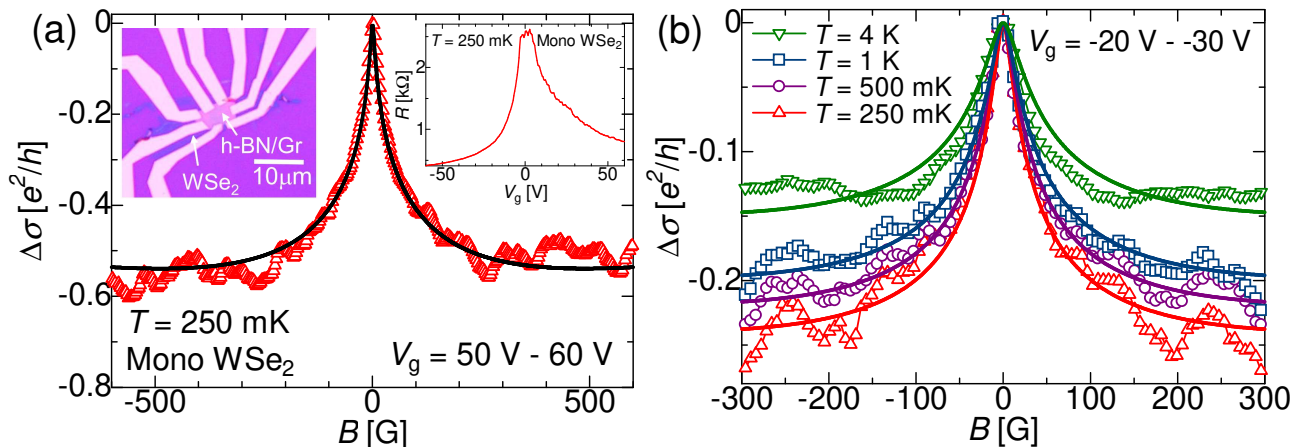 (a)
0
-0.2
-0.4
-0.6
-0.8
Δσ [e²/h]
-500
0
500
B [G]
h-BN/Gr
WSe₂
10μm
T = 250 mK
Mono WSe₂
2
1
R [kΩ]
-50
0
50
Vg [V]
T = 250 mK
Mono WSe₂
Vg = 50 V - 60 V
(b)
0
-0.1
-0.2
Δσ [e²/h]
T = 4 K
T = 1 K
T = 500 mK
T = 250 mK
Vg = -20 V - -30 V
-300
-200
-100
0
100
200
300
B [G]